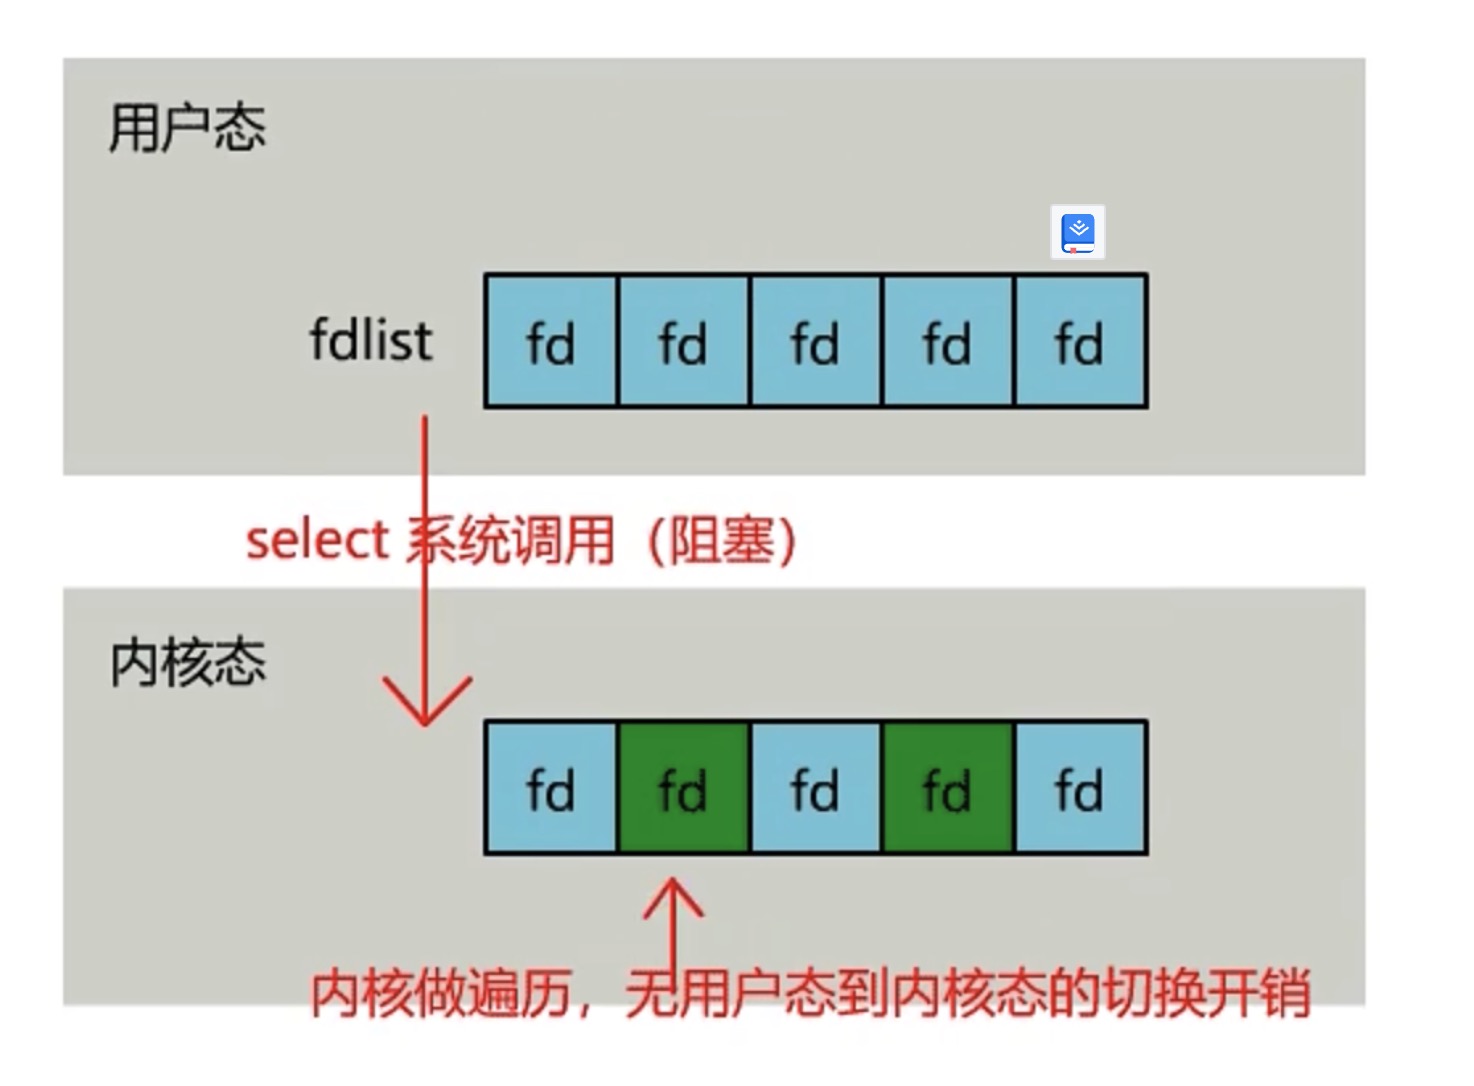 用户态
fdlist fd fd fd fd fd
select 系统调用（阻塞）
内核态
fd fd fd fd fd
内核做遍历，无用户态到内核态的切换开销